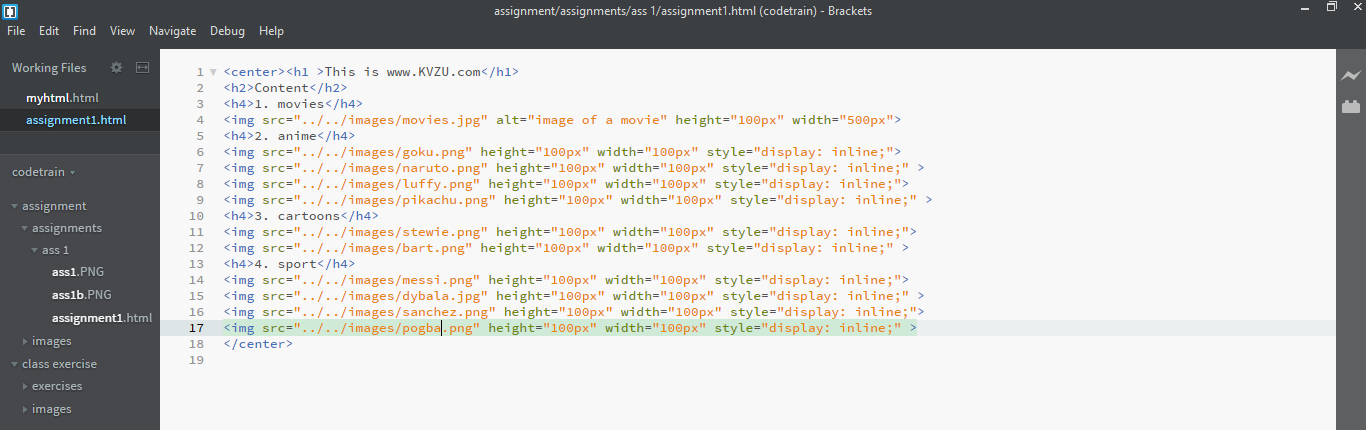 assignment/assignments/ass 1/assignment1.html (codetrain) - Brackets
File Edit Find View Navigate Debug Help
Working Files
myhtml.html
assignment1.html
codetrain
assignment
assignments
ass 1
ass1.PNG
ass1b.PNG
assignment1.html
images
class exercise
exercises
images
1 <center><h1 >This is www.KVZU.com</h1>
2 <h2>Content</h2>
3 <h4>1. movies</h4>
4 <img src="../../images/movies.jpg" alt="image of a movie" height="100px" width="500px">
5 <h4>2. anime</h4>
6 <img src="../../images/goku.png" height="100px" width="100px" style="display: inline;">
7 <img src="../../images/naruto.png" height="100px" width="100px" style="display: inline;" >
8 <img src="../../images/luffy.png" height="100px" width="100px" style="display: inline;">
9 <img src="../../images/pikachu.png" height="100px" width="100px" style="display: inline;" >
10 <h4>3. cartoons</h4>
11 <img src="../../images/stewie.png" height="100px" width="100px" style="display: inline;">
12 <img src="../../images/bart.png" height="100px" width="100px" style="display: inline;" >
13 <h4>4. sport</h4>
14 <img src="../../images/messi.png" height="100px" width="100px" style="display: inline;">
15 <img src="../../images/dybala.jpg" height="100px" width="100px" style="display: inline;" >
16 <img src="../../images/sanchez.png" height="100px" width="100px" style="display: inline;">
17 <img src="../../images/pogba.png" height="100px" width="100px" style="display: inline;" >
18 </center>
19